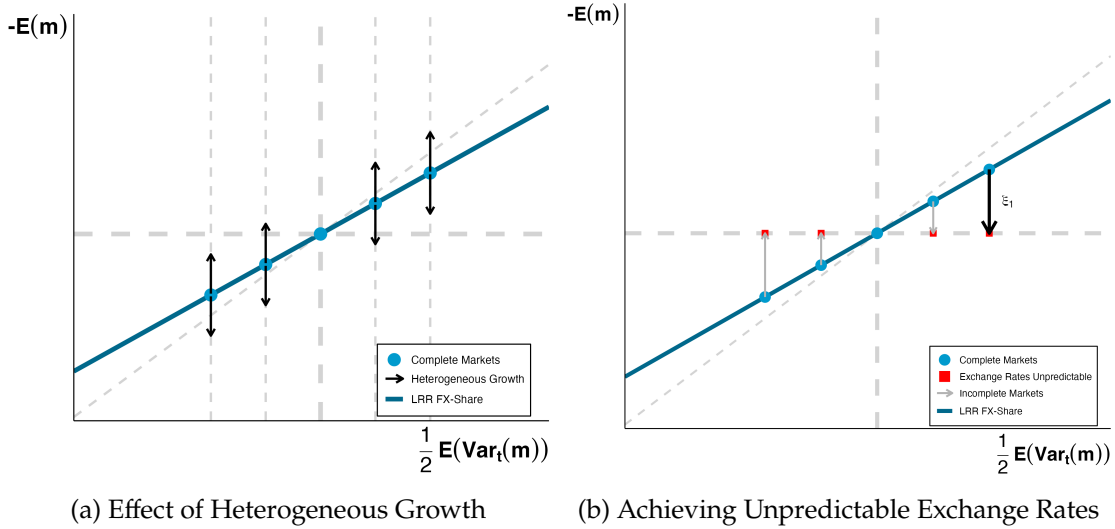 -E(m)
Complete Markets
Heterogeneous Growth
LRR FX-Share
1/2 E(Var_t(m))
(a) Effect of Heterogeneous Growth
-E(m)
ξ_1
Complete Markets
Exchange Rates Unpredictable
Incomplete Markets
LRR FX-Share
1/2 E(Var_t(m))
(b) Achieving Unpredictable Exchange Rates